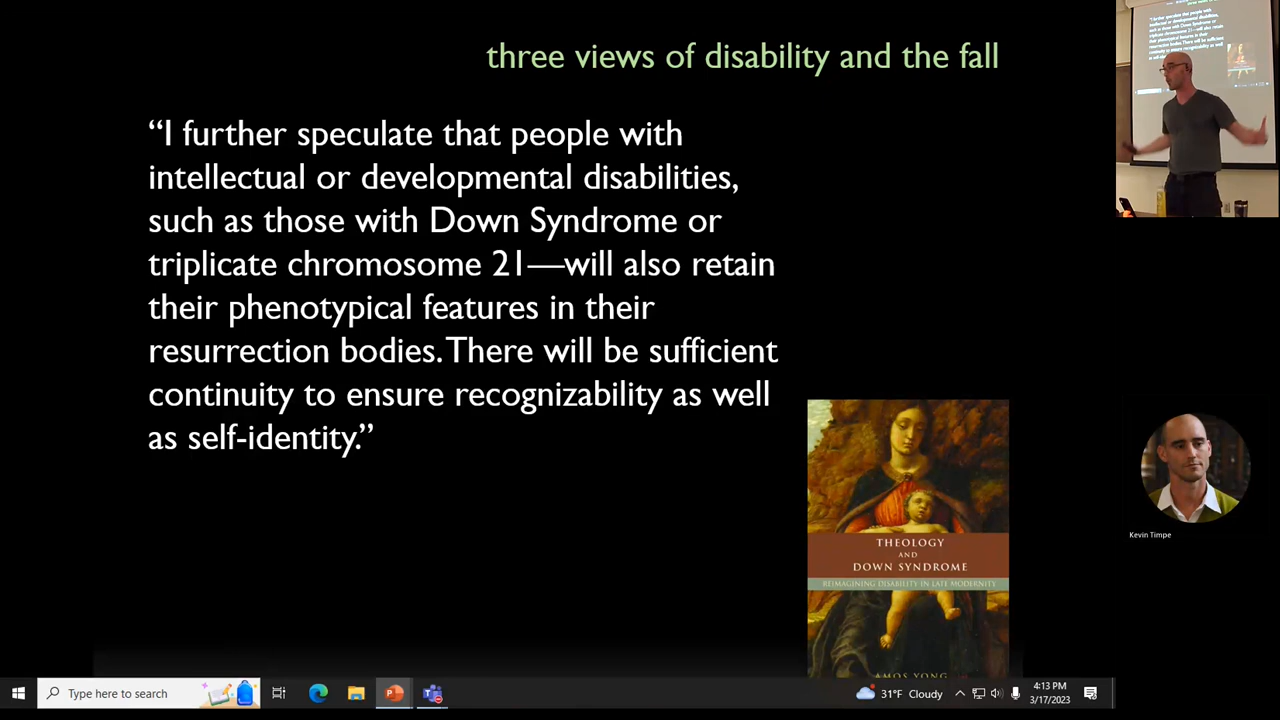 three views of disability and the fall
“I further speculate that people with
intellectual or developmental disabilities,
such as those with Down Syndrome or
triplicate chromosome 21—will also retain
their phenotypical features in their
resurrection bodies. There will be sufficient
continuity to ensure recognizability as well
as self-identity.”
THEOLOGY
AND
DOWN SYNDROME
REIMAGINING DISABILITY IN LATE MODERNITY
AMOS YONG
Kevin Timpe
Type here to search
31°F Cloudy
4:13 PM
3/17/2023